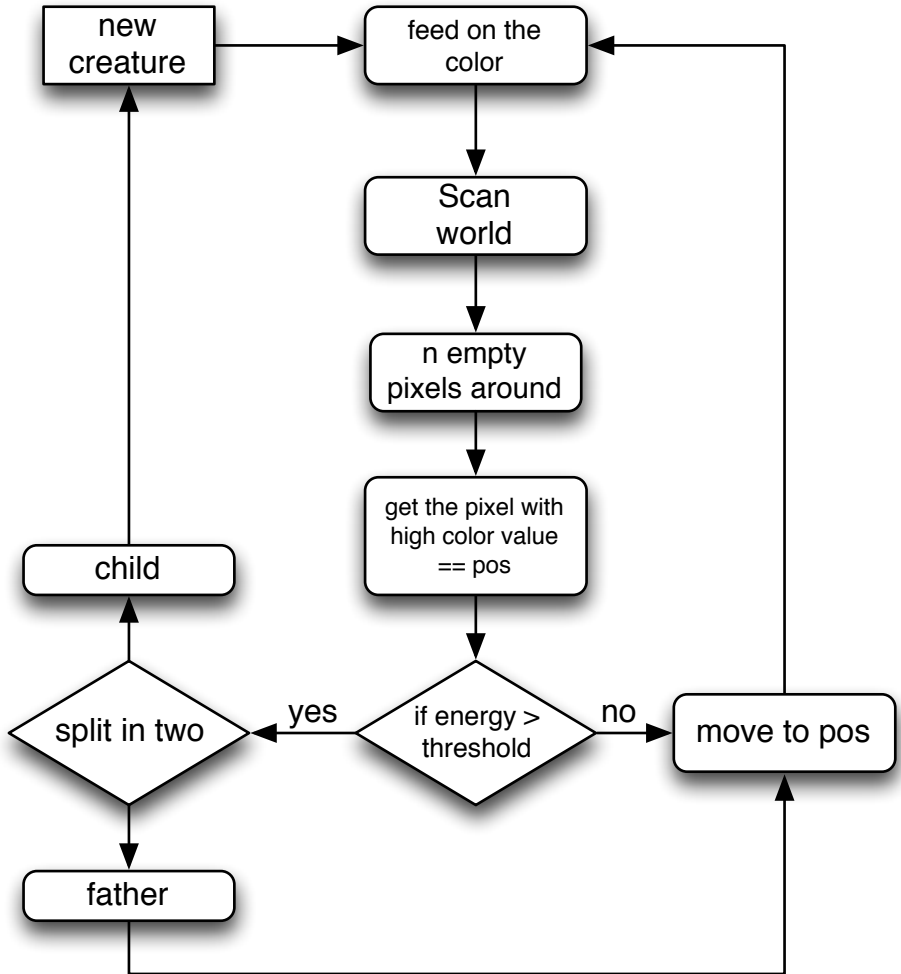 new
creature
feed on the
color
Scan
world
n empty
pixels around
get the pixel with
high color value
== pos
child
split in two
yes
if energy >
threshold
no
move to pos
father